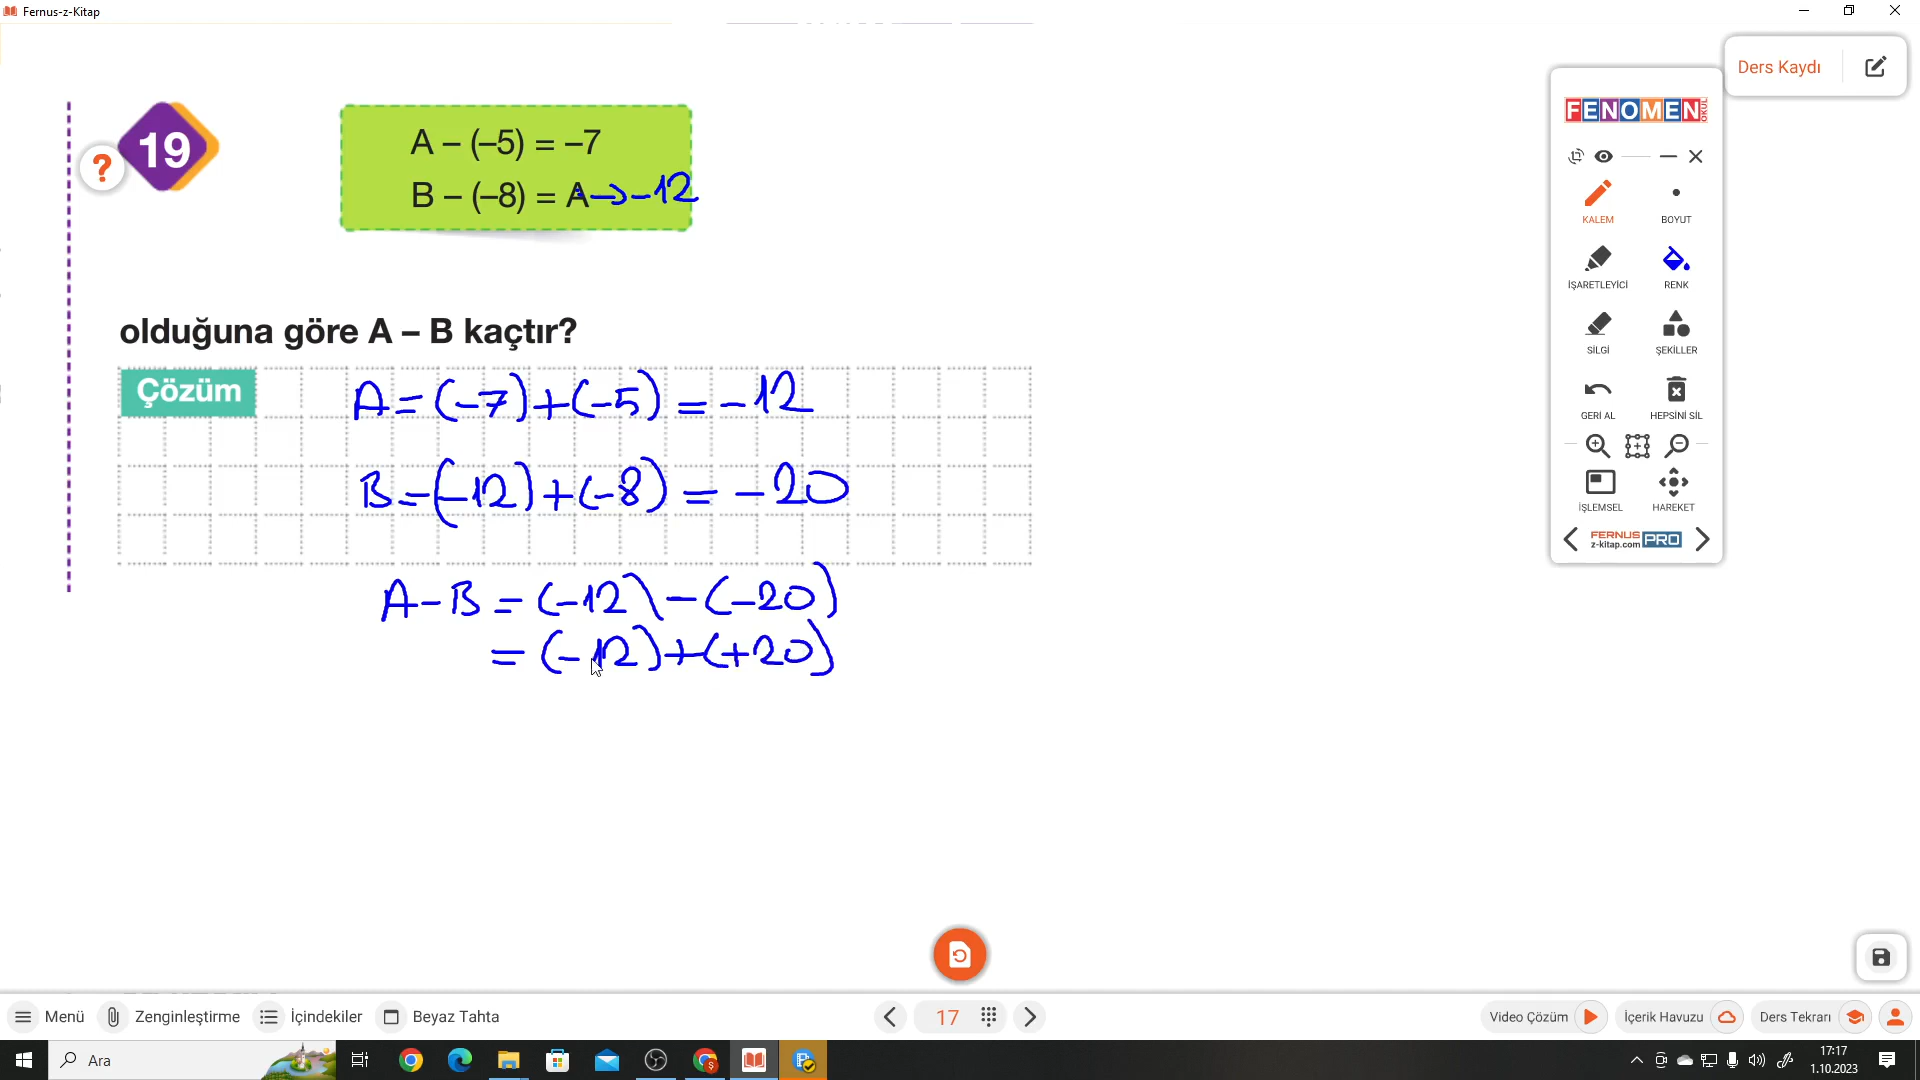 Fernus-z-Kitap
Ders Kaydı
FENOMEN OKUL
?
19
A – (–5) = –7
B – (–8) = A → -12
KALEM
BOYUT
İŞARETLEYİCİ
RENK
olduğuna göre A – B kaçtır?
SİLGİ
ŞEKİLLER
Çözüm
A = (-7) + (-5) = -12
GERİ AL
HEPSİNİ SİL
B = (-12) + (-8) = -20
İŞLEMSEL
HAREKET
FERNUS z-kitap.com PRO
A - B = (-12) - (-20)
= (-12) + (+20)
Menü
Zenginleştirme
İçindekiler
Beyaz Tahta
17
Video Çözüm
İçerik Havuzu
Ders Tekrarı
Ara
17:17
1.10.2023